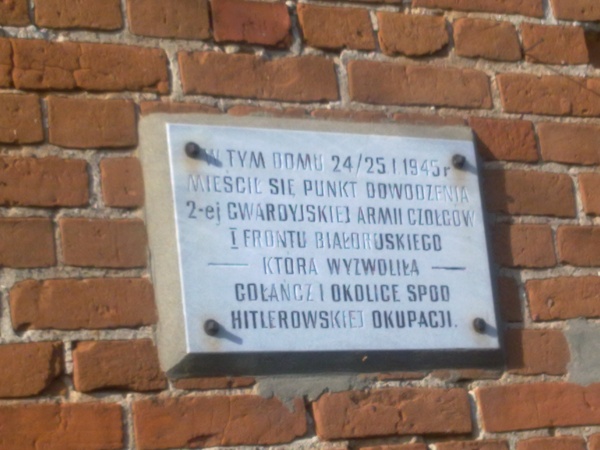 W TYM DOMU 24/25 I 1945 r
MIEŚCIŁ SIĘ PUNKT DOWODZENIA
2-ej GWARDYJSKIEJ ARMII CZOŁGÓW
I FRONTU BIAŁORUSKIEGO
— KTÓRA WYZWOLIŁA —
GOŁAŃCZ I OKOLICE SPOD
HITLEROWSKIEJ OKUPACJI.